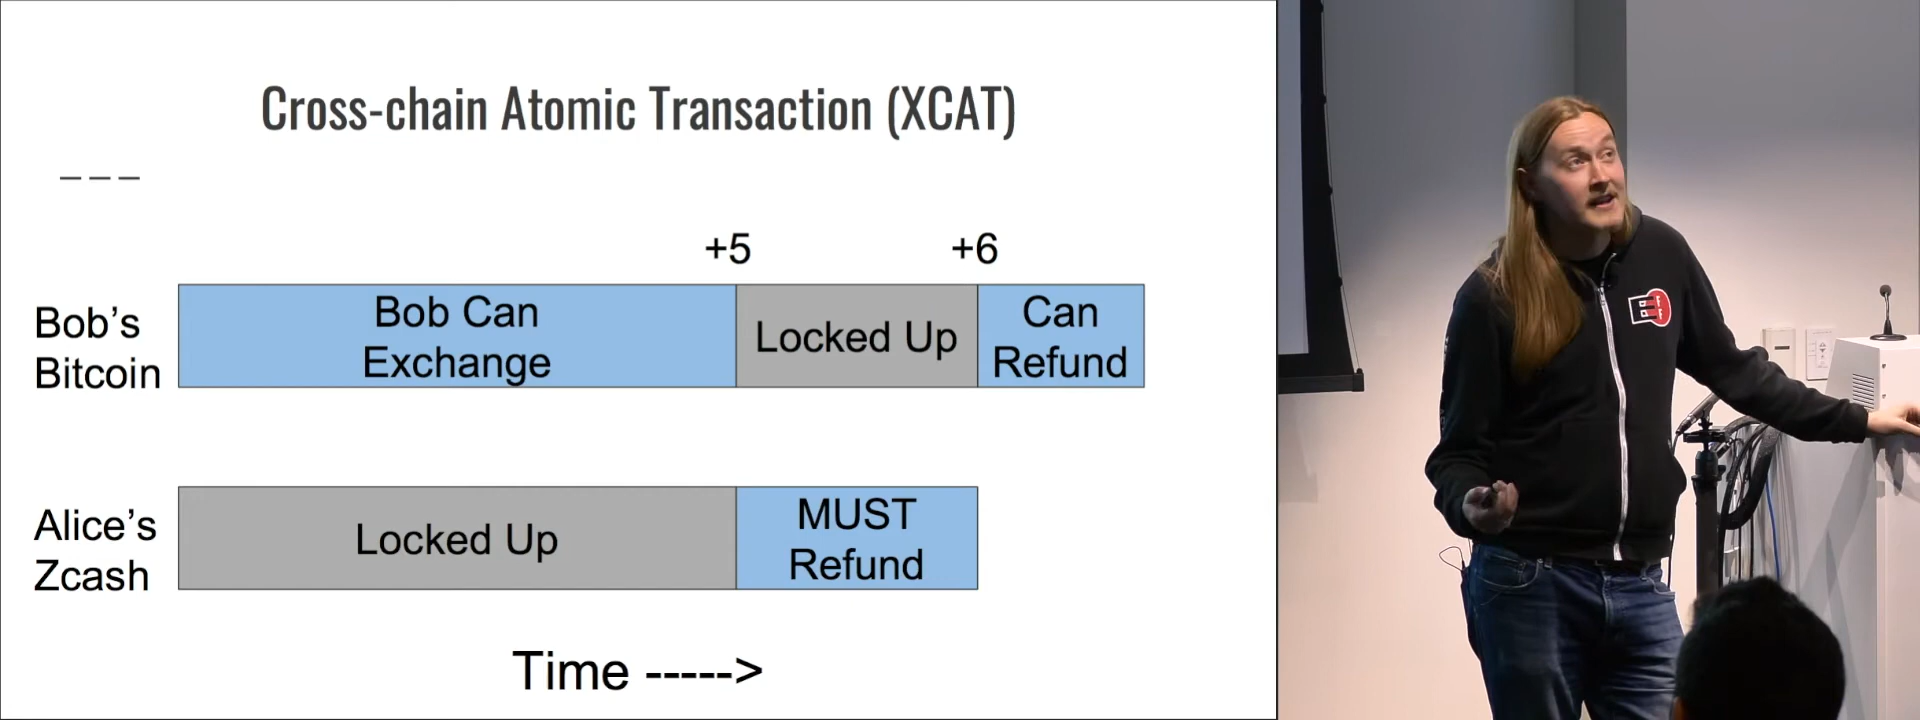 Cross-chain Atomic Transaction (XCAT)
+5
+6
Bob's
Bitcoin
Bob Can
Exchange
Locked Up
Can
Refund
Alice's
Zcash
Locked Up
MUST
Refund
Time ----->